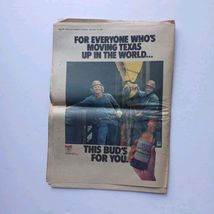 FOR EVERYONE WHO'S
MOVING TEXAS
UP IN THE WORLD...
THIS BUD'S
FOR YOU.